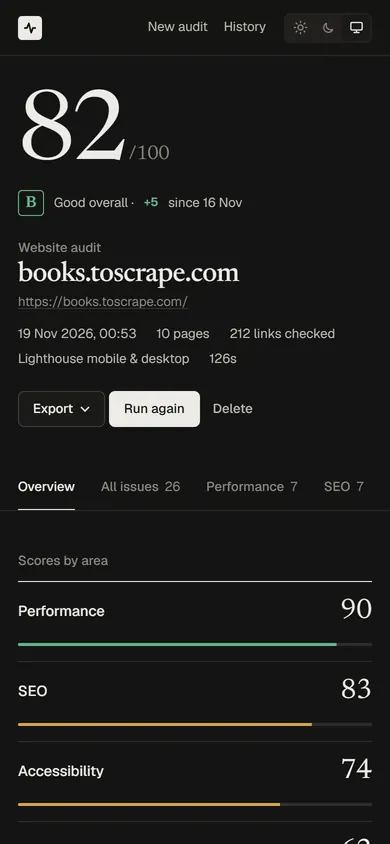 New audit History
82/100
B Good overall · +5 since 16 Nov
Website audit
books.toscrape.com
https://books.toscrape.com/
19 Nov 2026, 00:53 10 pages 212 links checked
Lighthouse mobile & desktop 126s
Export Run again Delete
Overview All issues 26 Performance 7 SEO 7
Scores by area
Performance 90
SEO 83
Accessibility 74